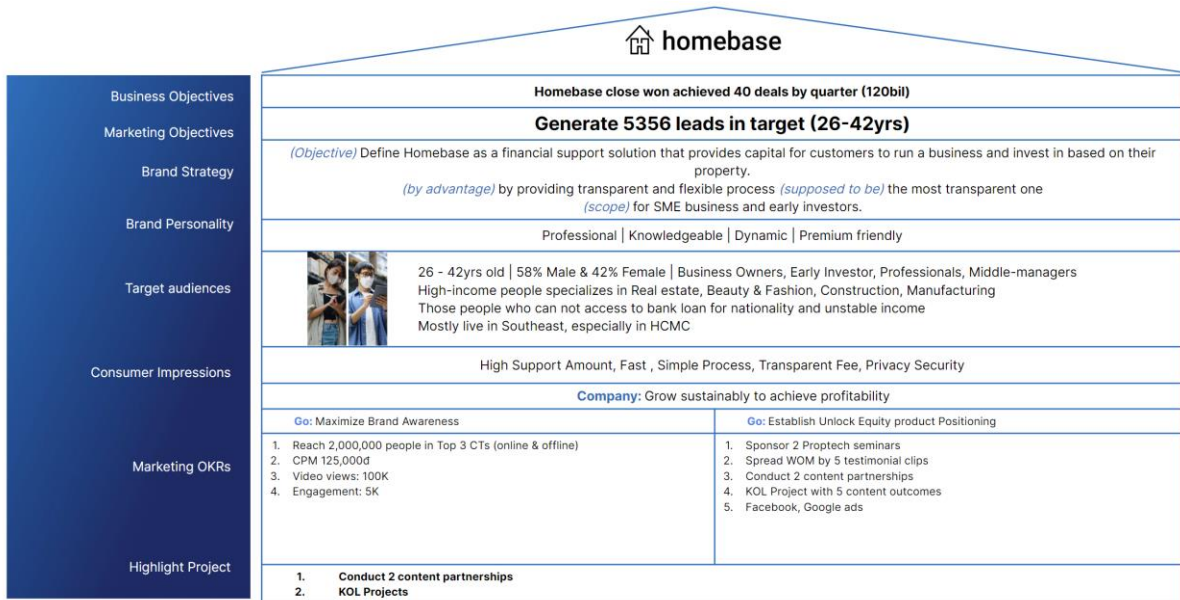 homebase
Business Objectives
Homebase close won achieved 40 deals by quarter (120bil)
Marketing Objectives
Generate 5356 leads in target (26-42yrs)
Brand Strategy
(Objective) Define Homebase as a financial support solution that provides capital for customers to run a business and invest in based on their
property.
(by advantage) by providing transparent and flexible process (supposed to be) the most transparent one
(scope) for SME business and early investors.
Brand Personality
Professional | Knowledgeable | Dynamic | Premium friendly
Target audiences
26 - 42yrs old | 58% Male & 42% Female | Business Owners, Early Investor, Professionals, Middle-managers
High-income people specializes in Real estate, Beauty & Fashion, Construction, Manufacturing
Those people who can not access to bank loan for nationality and unstable income
Mostly live in Southeast, especially in HCMC
Consumer Impressions
High Support Amount, Fast , Simple Process, Transparent Fee, Privacy Security
Company: Grow sustainably to achieve profitability
Marketing OKRs
Go: Maximize Brand Awareness
1. Reach 2,000,000 people in Top 3 CTs (online & offline)
2. CPM 125,000đ
3. Video views: 100K
4. Engagement: 5K
Go: Establish Unlock Equity product Positioning
1. Sponsor 2 Proptech seminars
2. Spread WOM by 5 testimonial clips
3. Conduct 2 content partnerships
4. KOL Project with 5 content outcomes
5. Facebook, Google ads
Highlight Project
1. Conduct 2 content partnerships
2. KOL Projects